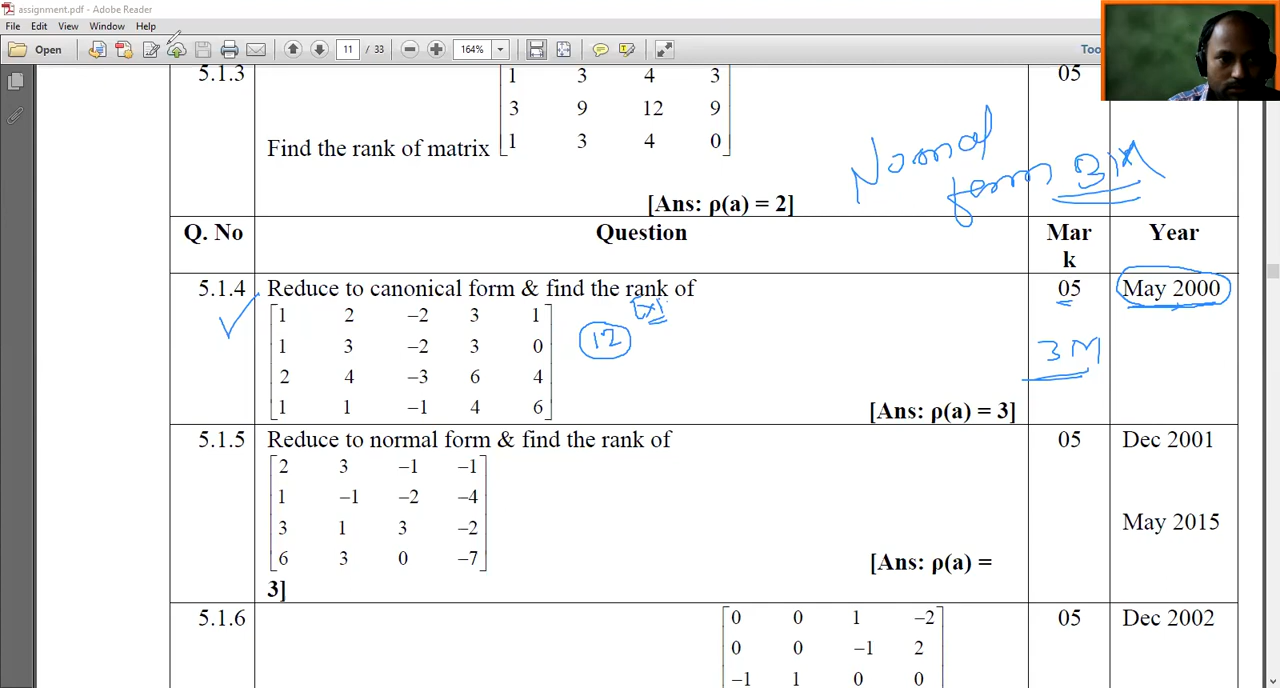 assignment.pdf - Adobe Reader
File Edit View Window Help
Open 11 / 33 164% Too
5.1.3 05
1 3 4 3
3 9 12 9
Find the rank of matrix 1 3 4 0
[Ans: ρ(a) = 2]
Normal
form 3M
Q. No Question Mar Year
k
5.1.4 Reduce to canonical form & find the rank of 05 May 2000
1 2 −2 3 1
1 3 −2 3 0
2 4 −3 6 4
1 1 −1 4 6
12
3 M
[Ans: ρ(a) = 3]
5.1.5 Reduce to normal form & find the rank of 05 Dec 2001
2 3 −1 −1
1 −1 −2 −4
3 1 3 −2
6 3 0 −7
May 2015
[Ans: ρ(a) =
3]
5.1.6 05 Dec 2002
0 0 1 −2
0 0 −1 2
−1 1 0 0